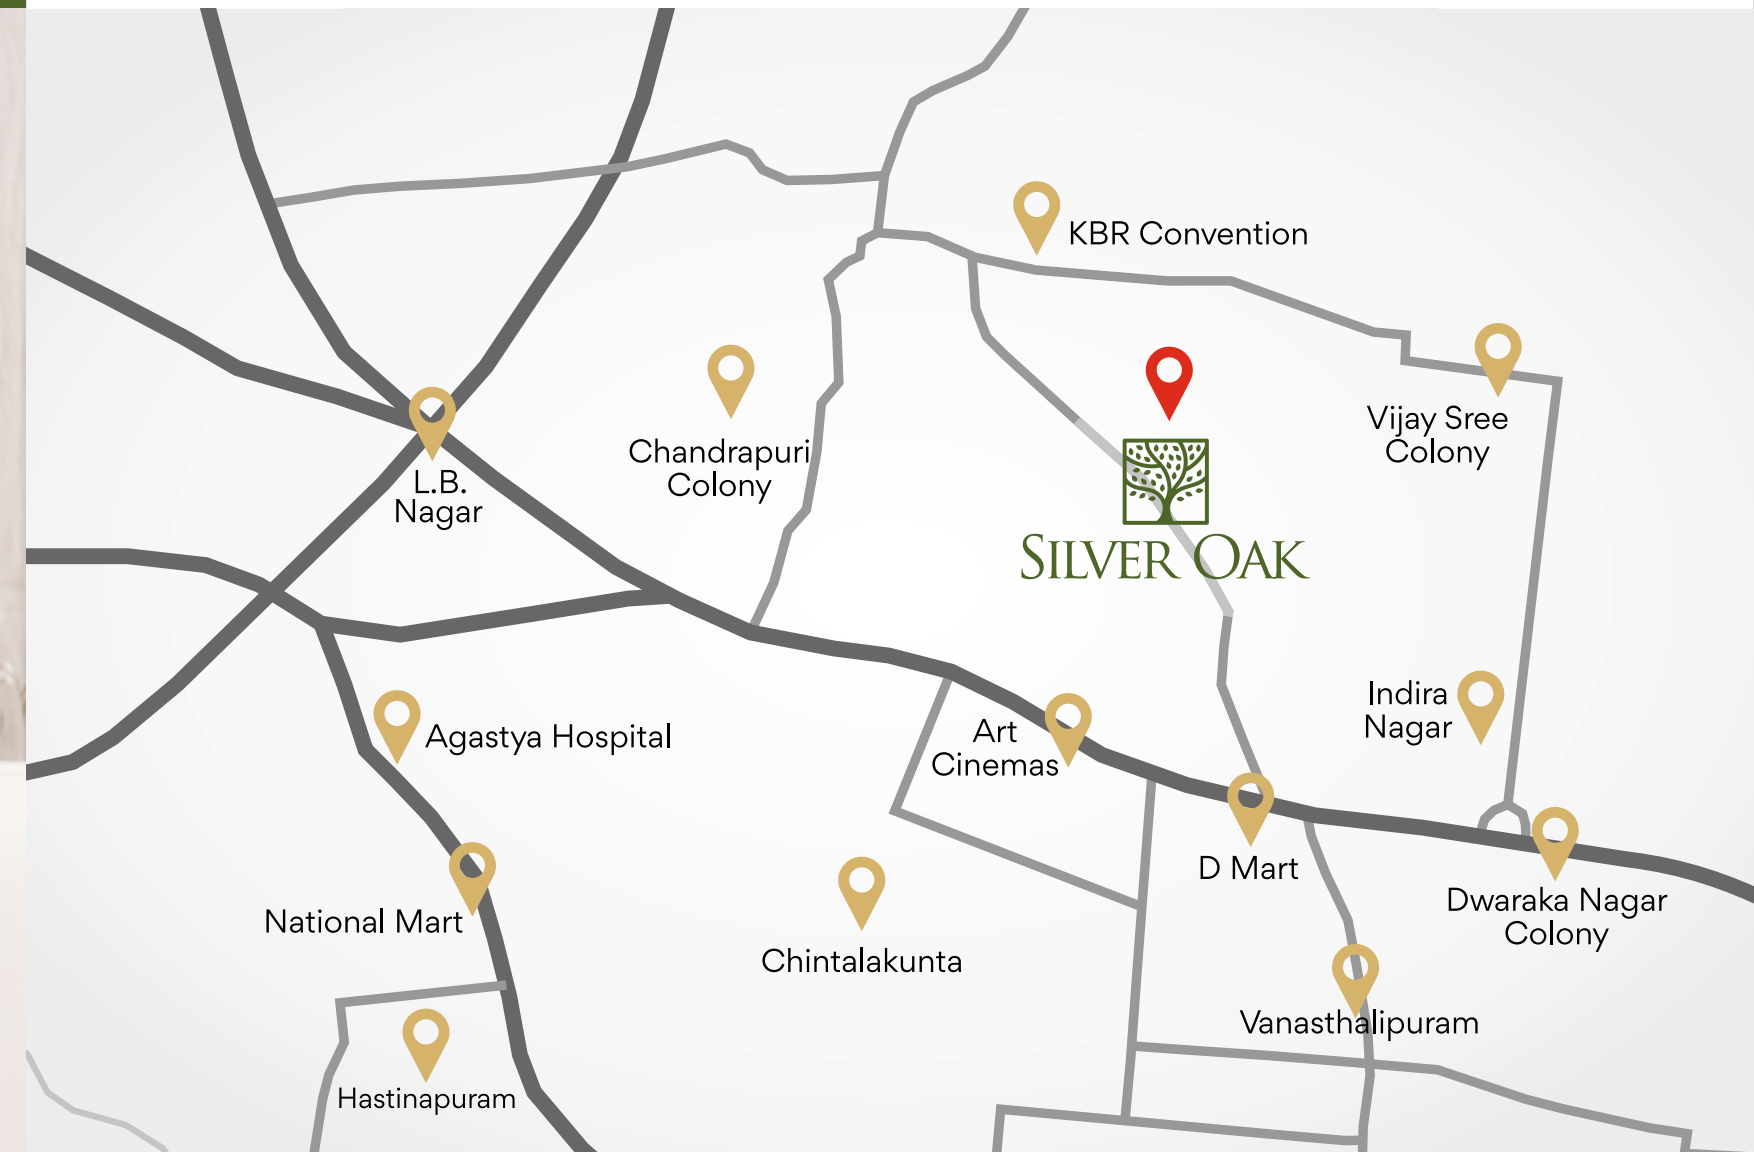 KBR Convention
Vijay Sree
Colony
Chandrapuri
Colony
L.B.
Nagar
SILVER OAK
Indira
Nagar
Art
Cinemas
Agastya Hospital
D Mart
Dwaraka Nagar
Colony
National Mart
Chintalakunta
Vanasthalipuram
Hastinapuram